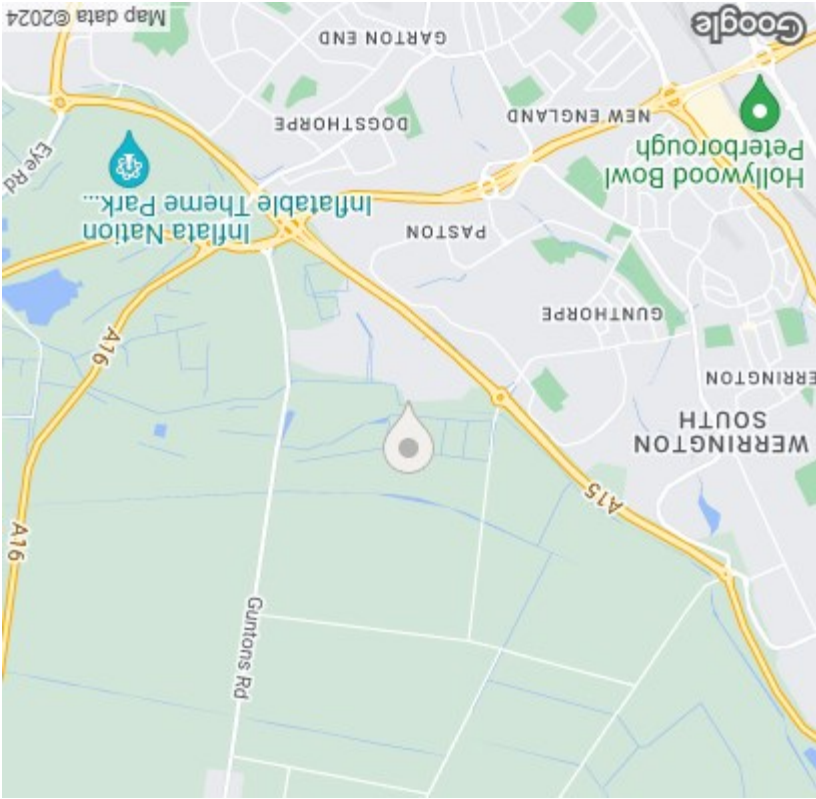 Guntons Rd
A16
A15
WERRINGTON
SOUTH
ERRINGTON
A16
GUNTHORPE
PASTON
Inflata Nation
Inflatable Theme Park...
Hollywood Bowl
Peterborough
Eye Rd
NEW ENGLAND
DOGSTHORPE
GARTON END
Google
Map data ©2024